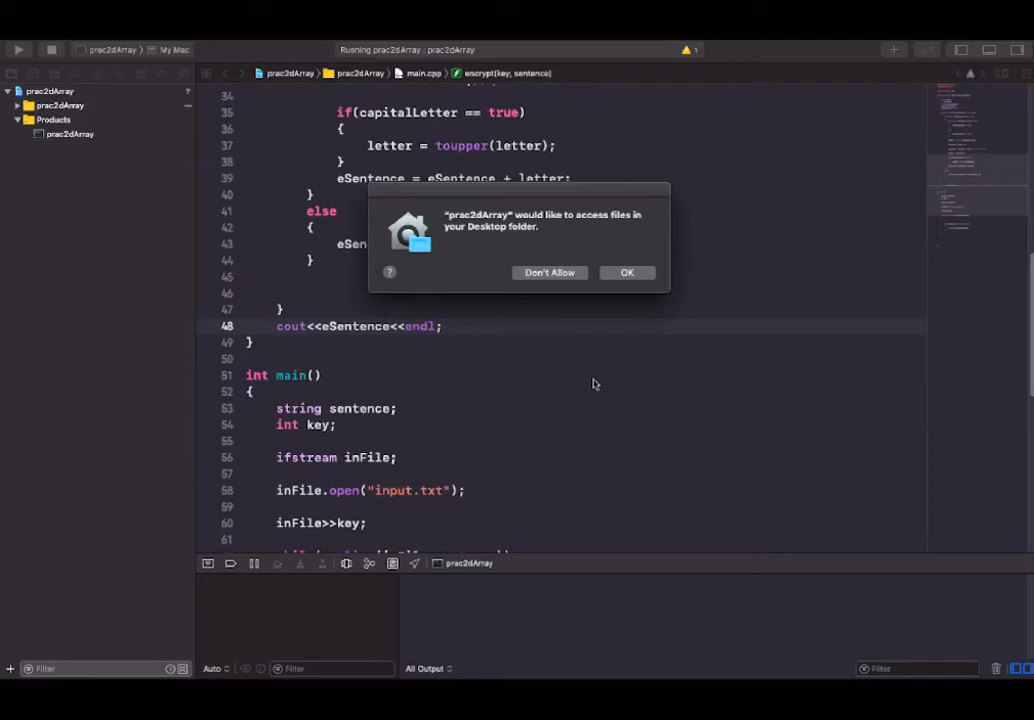 prac2dArray
My Mac
Running prac2dArray : prac2dArray
1
prac2dArray
prac2dArray
main.cpp
encrypt(key, sentence)
prac2dArray
?
prac2dArray
Products
prac2dArray
34
35 if(capitalLetter == true)
36 {
37 letter = toupper(letter);
38 }
39 eSentence = eSentence + letter;
40 }
41 else
42 {
43 eSen
44 }
45
46
47 }
48 cout<<eSentence<<endl;
49 }
50
51 int main()
52 {
53 string sentence;
54 int key;
55
56 ifstream inFile;
57
58 inFile.open("input.txt");
59
60 inFile>>key;
61
“prac2dArray” would like to access files in
your Desktop folder.
?
Don't Allow
OK
prac2dArray
Filter
Auto
Filter
All Output
Filter